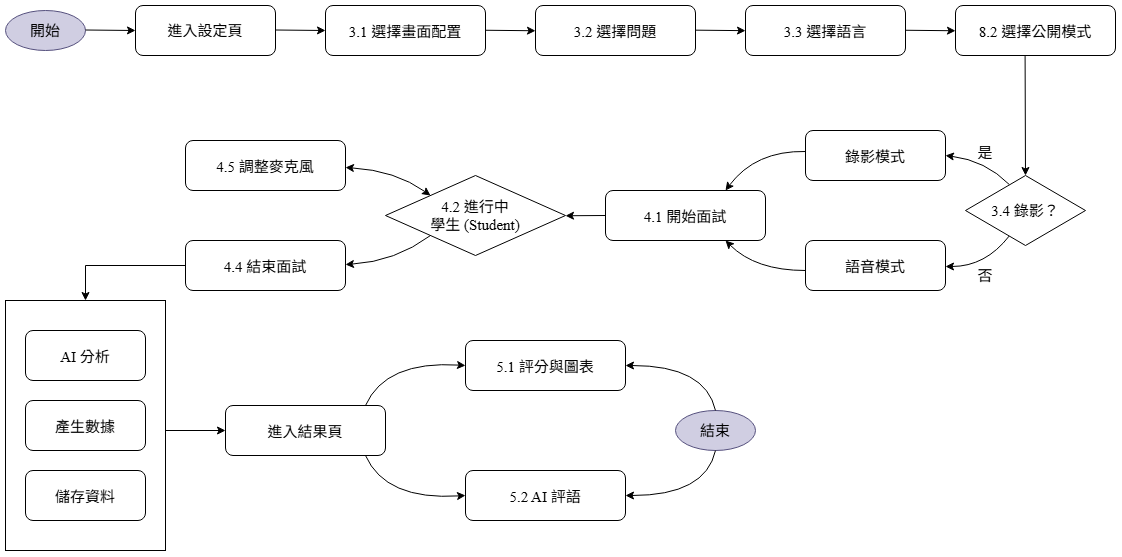 開始
進入設定頁
3.1 選擇畫面配置
3.2 選擇問題
3.3 選擇語言
8.2 選擇公開模式
是
錄影模式
3.4 錄影？
語音模式
否
4.1 開始面試
4.2 進行中
學生 (Student)
4.5 調整麥克風
4.4 結束面試
AI 分析
產生數據
儲存資料
進入結果頁
5.1 評分與圖表
5.2 AI 評語
結束